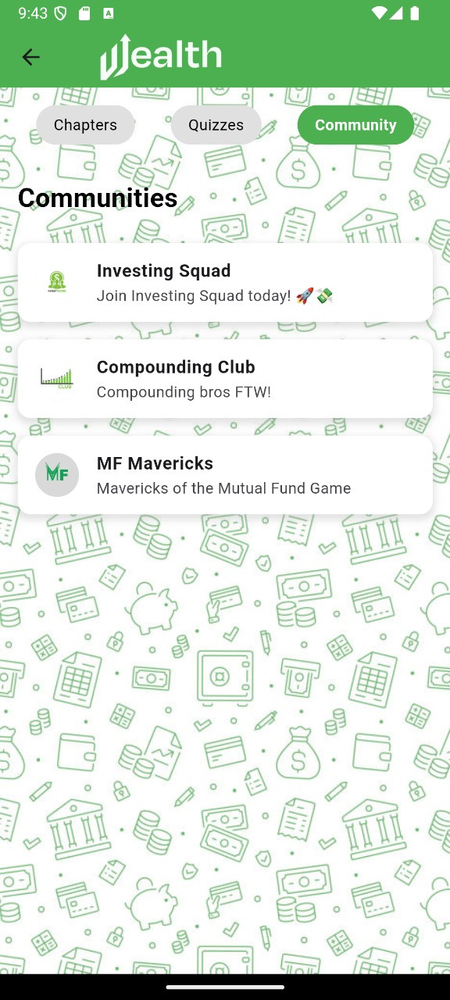 9:43
A
Wealth
Chapters
Quizzes
Community
Communities
Investing Squad
Join Investing Squad today! 🚀💸
CLUB
Compounding Club
Compounding bros FTW!
MF
MF Mavericks
Mavericks of the Mutual Fund Game